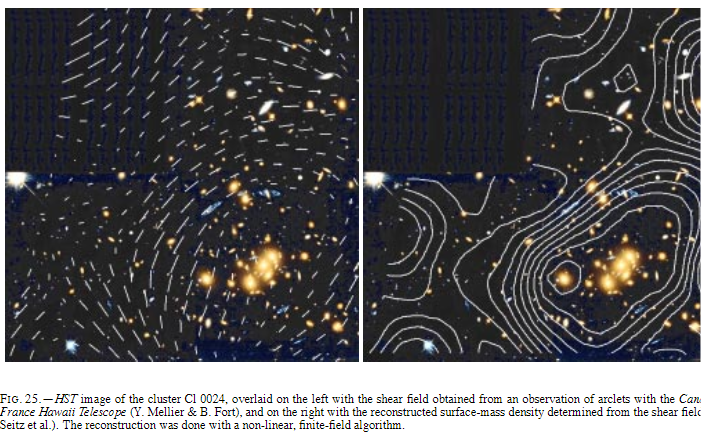 FIG. 25.—HST image of the cluster Cl 0024, overlaid on the left with the shear field obtained from an observation of arclets with the Can
France Hawaii Telescope (Y. Mellier & B. Fort), and on the right with the reconstructed surface-mass density determined from the shear field
Seitz et al.). The reconstruction was done with a non-linear, finite-field algorithm.